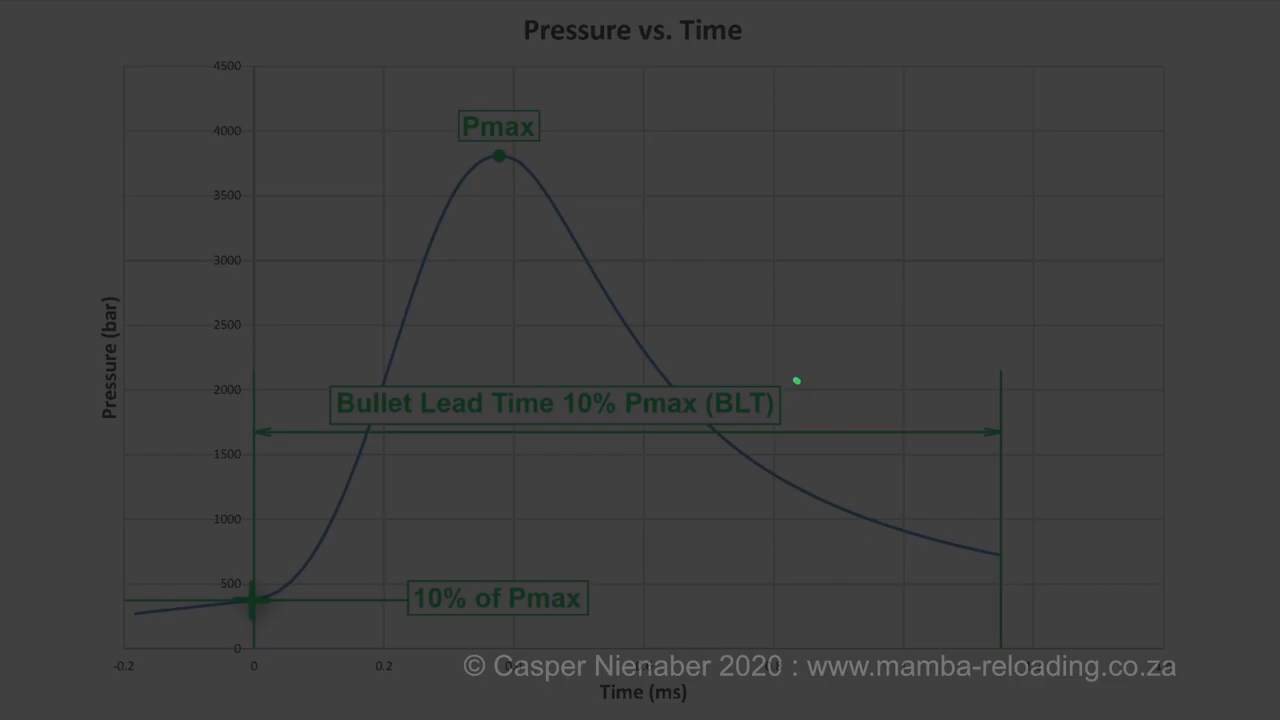 Pressure vs. Time
4500
4000
3500
3000
2500
2000
1500
1000
500
0
Pressure (bar)
Pmax
Bullet Lead Time 10% Pmax (BLT)
10% of Pmax
-0.2
0
0.2
© Casper Nienaber 2020 : www.mamba-reloading.co.za
Time (ms)